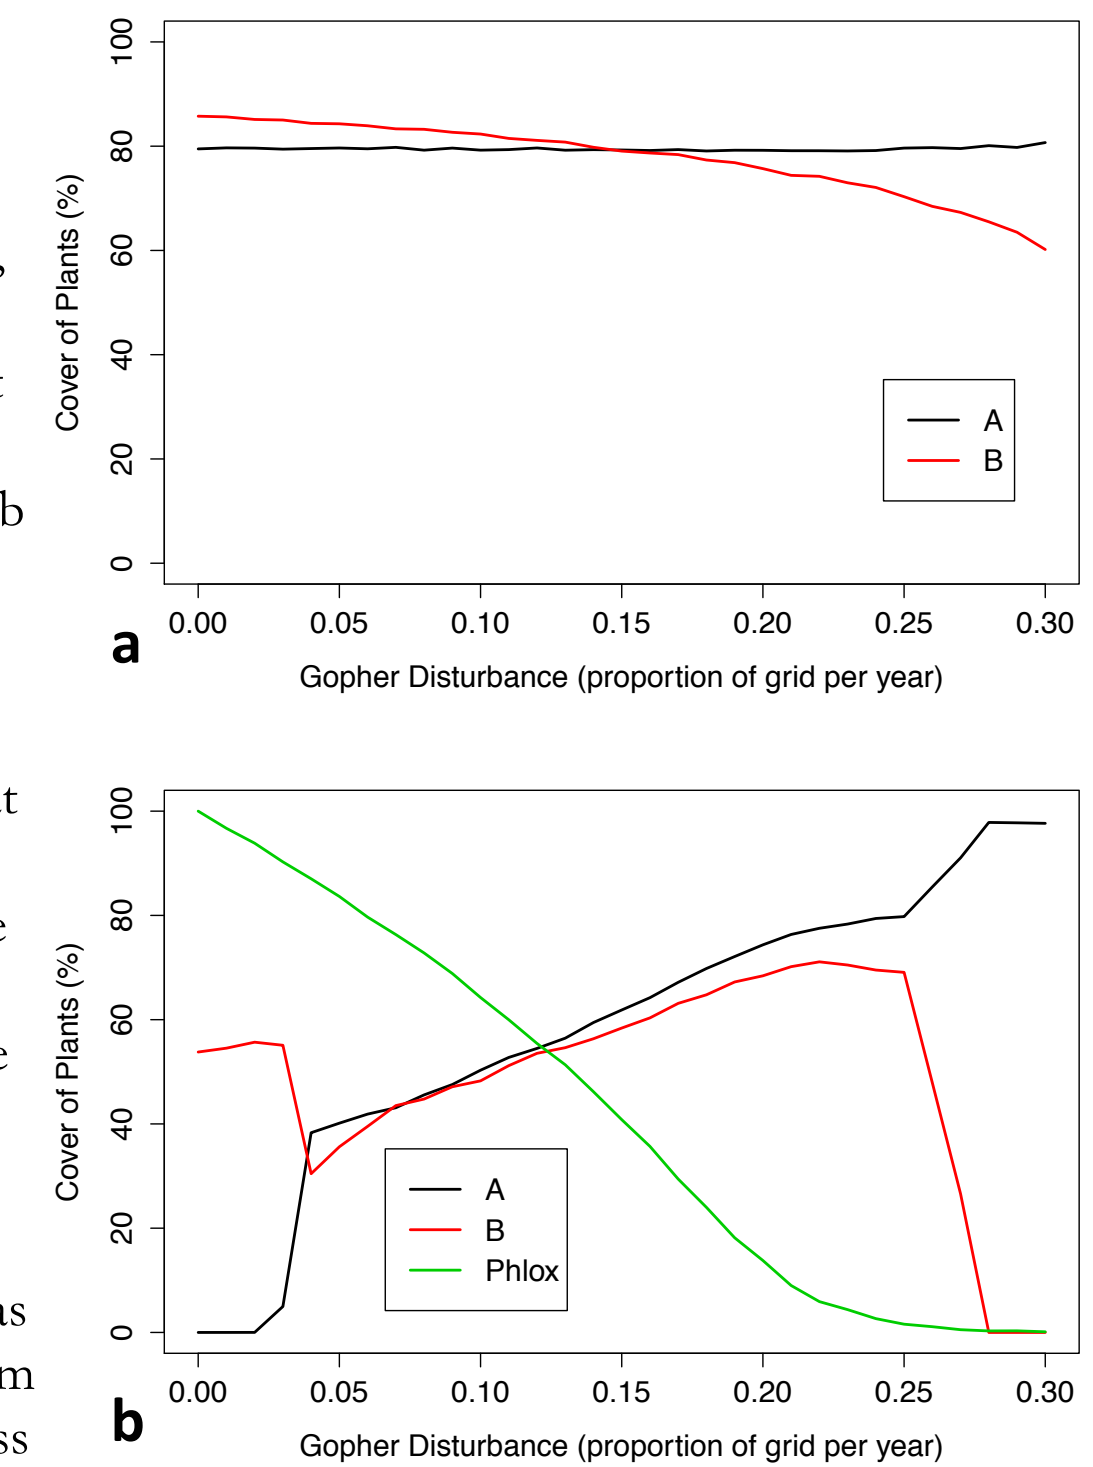 100
80
60
40
20
0
Cover of Plants (%)
A
B
0.00 0.05 0.10 0.15 0.20 0.25 0.30
a
Gopher Disturbance (proportion of grid per year)
b
100
80
60
40
20
0
Cover of Plants (%)
A
B
Phlox
as
m
ss
0.00 0.05 0.10 0.15 0.20 0.25 0.30
b
Gopher Disturbance (proportion of grid per year)